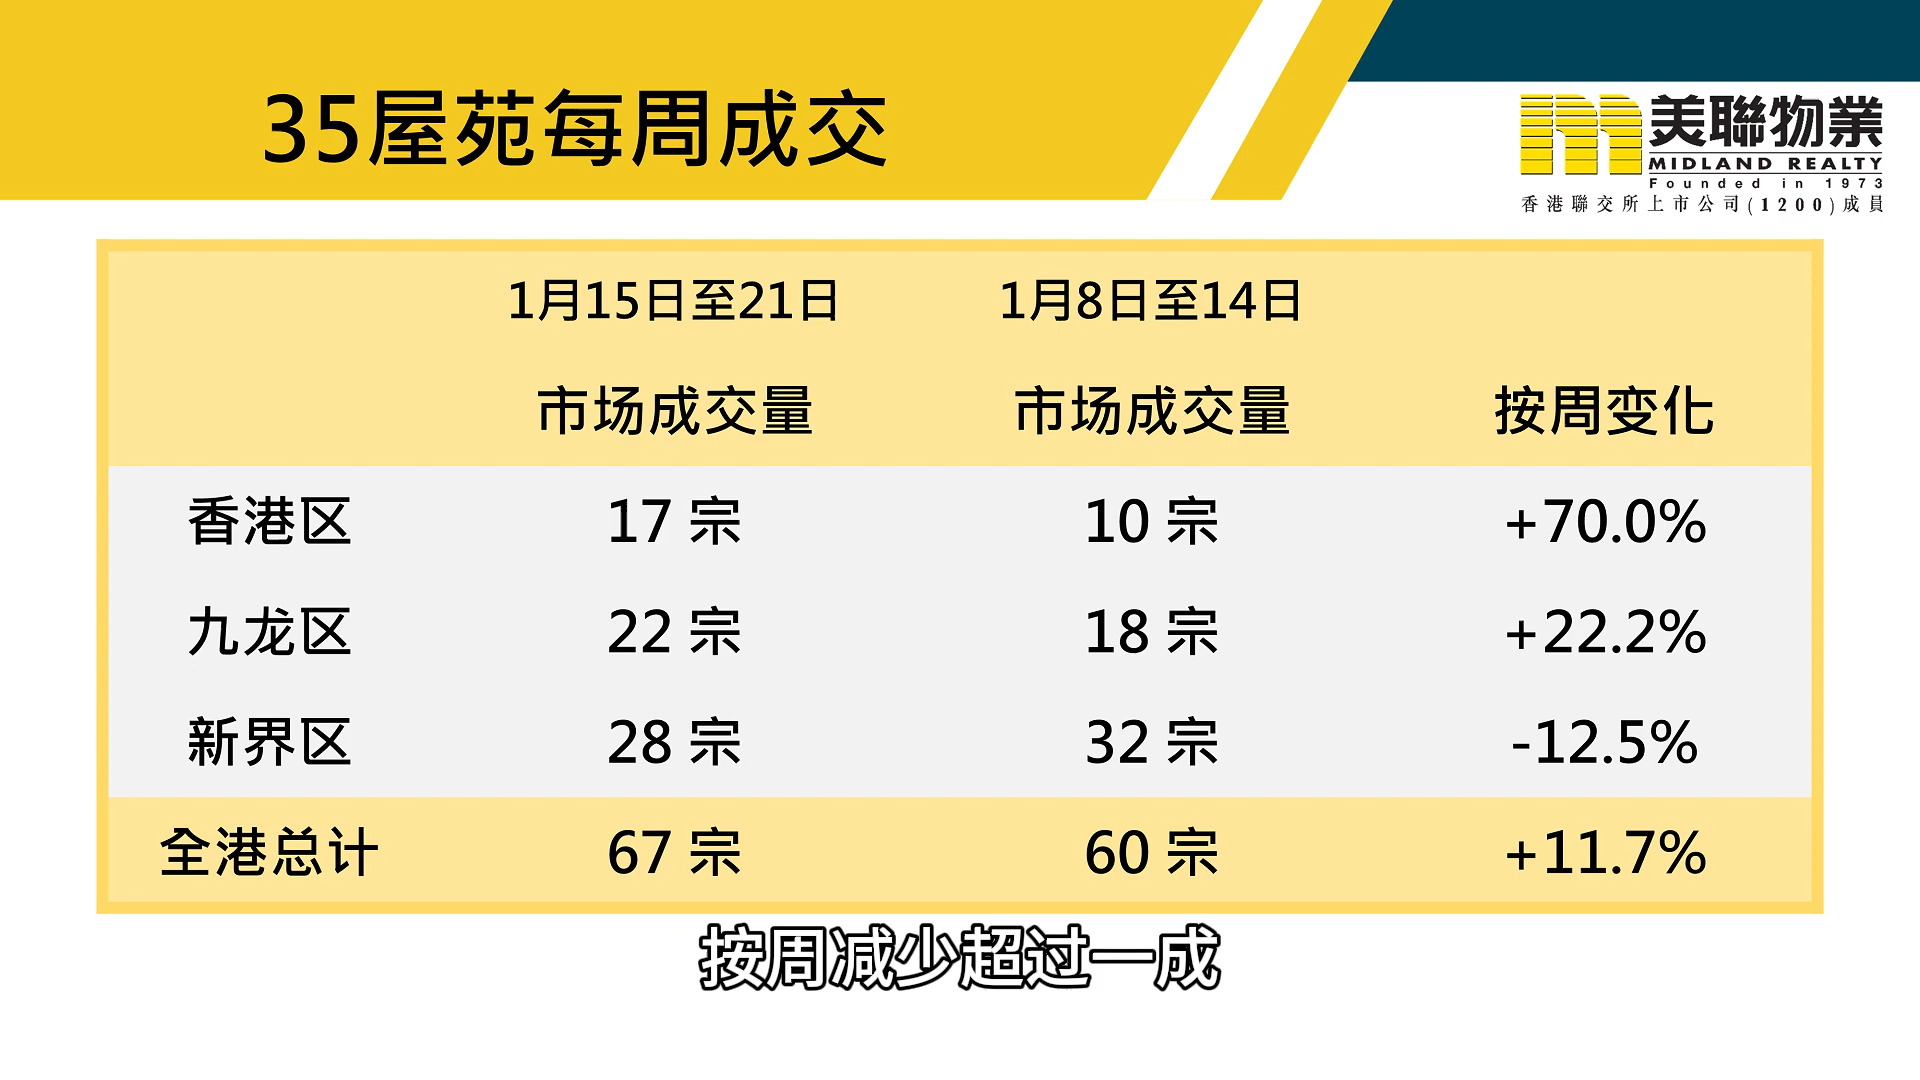 35屋苑每周成交
美聯物業
MIDLAND REALTY
Founded in 1973
香港聯交所上市公司(1200)成員
1月15日至21日 1月8日至14日
市场成交量 市场成交量 按周变化
香港区 17 宗 10 宗 +70.0%
九龙区 22 宗 18 宗 +22.2%
新界区 28 宗 32 宗 -12.5%
全港总计 67 宗 60 宗 +11.7%
按周减少超过一成